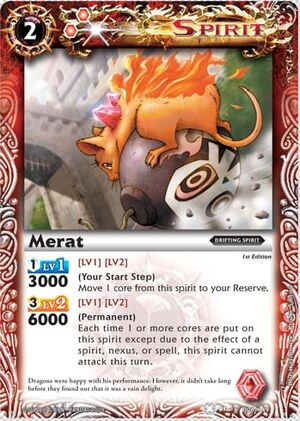 2
SPIRIT
Merat
DRIFTING SPIRIT
1st Edition
1 LV1 [LV1] [LV2]
3000 (Your Start Step)
Move 1 core from this spirit to your Reserve.
3 LV2 [LV1] [LV2]
6000 (Permanent)
Each time 1 or more cores are put on
this spirit except due to the effect of a
spirit, nexus, or spell, this spirit cannot
attack this turn.
Dragons were happy with his performance. However, it didn't take long
before they found out that it was a vain delight.